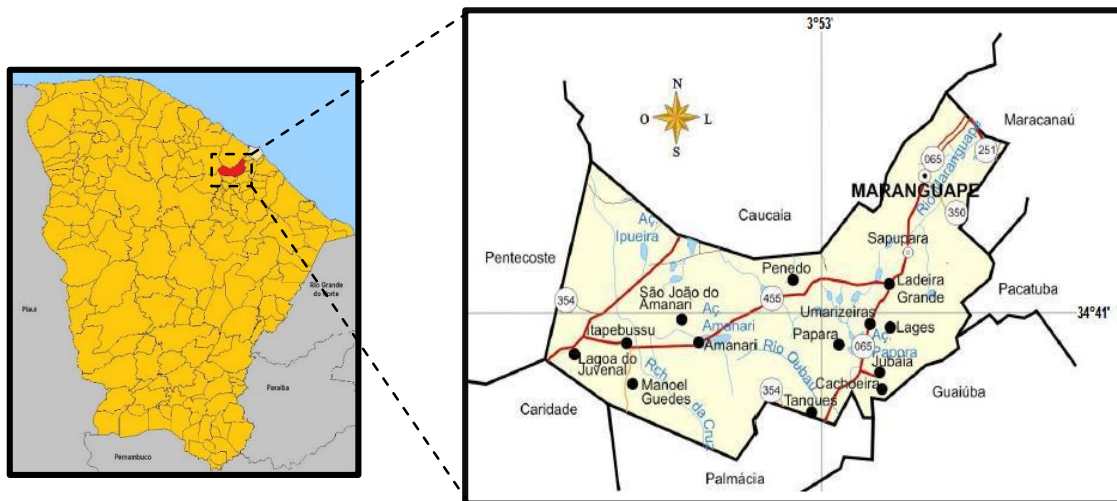 Piauí
Rio Grande
do Norte
Paraíba
Pernambuco
3°53'
N
O
L
S
Maracanaú
065
251
Rio Maranguape
MARANGUAPE
350
Caucaia
Aç.
Ipueira
Sapupara
Pentecoste
Penedo
Ladeira
Grande
Pacatuba
354
São João do
Amanari
455
34°41'
Aç.
Amanari
Umarizeiras
Lages
Itapebussu
Amanari
Papara
065
Aç.
Papora
Lagoa do
Juvenal
Rio Oubau
Jubaia
Rch. da Cruz
Manoel
Guedes
354
Cachoeira
Guaiúba
Caridade
Tanques
Palmácia